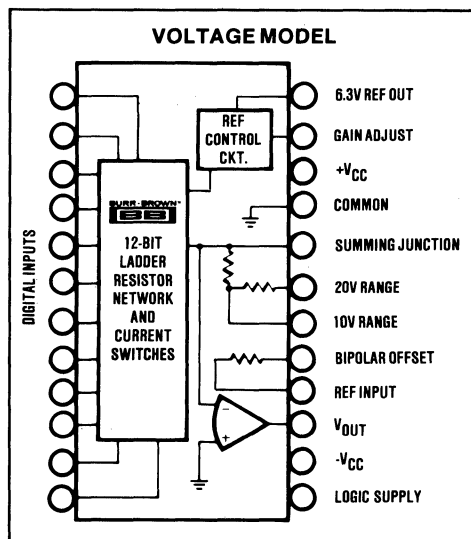 VOLTAGE MODEL
DIGITAL INPUTS
REF
CONTROL
CKT.
BURR-BROWN™
BB
12-BIT
LADDER
RESISTOR
NETWORK
AND
CURRENT
SWITCHES
6.3V REF OUT
GAIN ADJUST
+VCC
COMMON
SUMMING JUNCTION
20V RANGE
10V RANGE
BIPOLAR OFFSET
REF INPUT
VOUT
-VCC
LOGIC SUPPLY
−
+